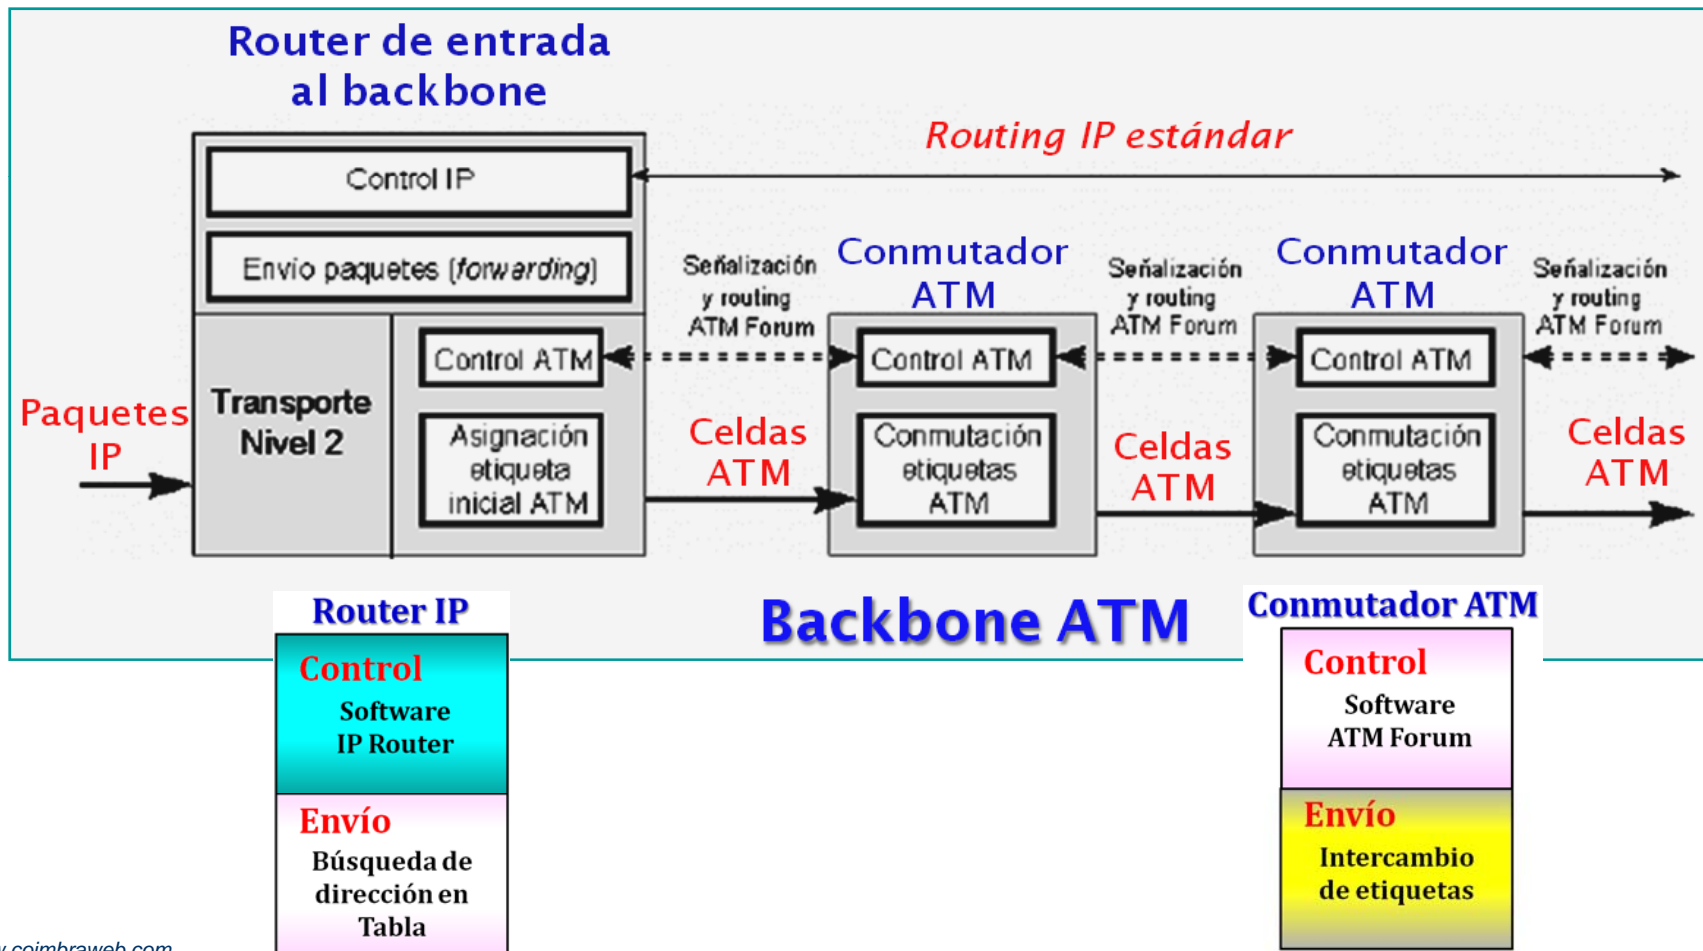 Router de entrada
al backbone
Routing IP estándar
Control IP
Envío paquetes (forwarding)
Señalización
y routing
ATM Forum
Conmutador
ATM
Señalización
y routing
ATM Forum
Conmutador
ATM
Señalización
y routing
ATM Forum
Control ATM
Control ATM
Control ATM
Paquetes
IP
Transporte
Nivel 2
Asignación
etiqueta
inicial ATM
Celdas
ATM
Conmutación
etiquetas
ATM
Celdas
ATM
Conmutación
etiquetas
ATM
Celdas
ATM
Backbone ATM
Router IP
Control
Software
IP Router
Envío
Búsqueda de
dirección en
Tabla
Conmutador ATM
Control
Software
ATM Forum
Envío
Intercambio
de etiquetas
.coimbraweb.com